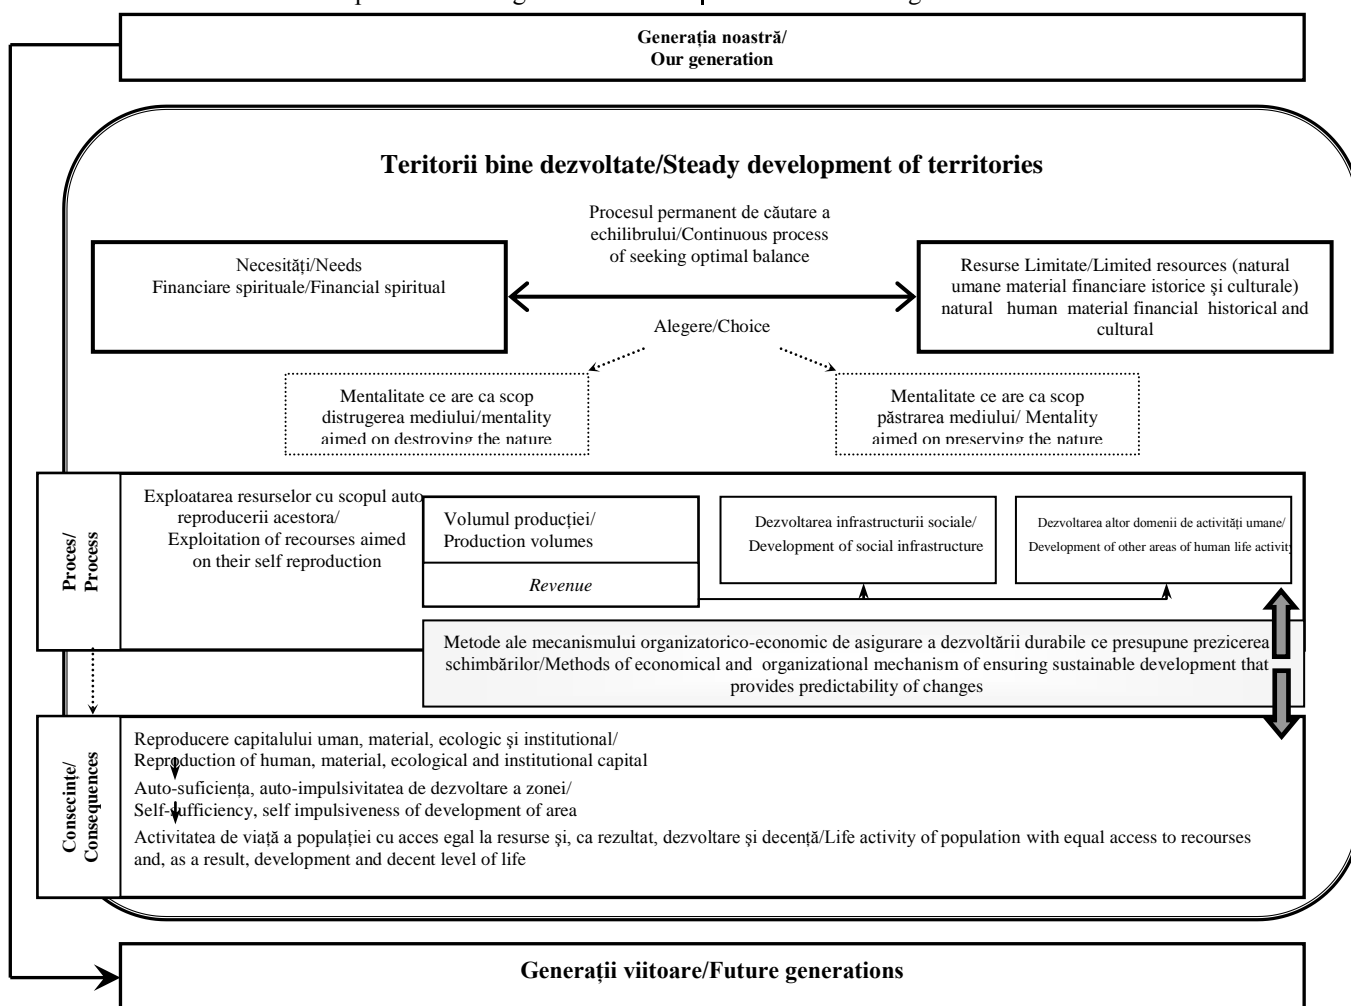 Generația noastră/
Our generation
Teritorii bine dezvoltate/Steady development of territories
Procesul permanent de căutare a
echilibrului/Continuous process
of seeking optimal balance
Necesități/Needs
Financiare spirituale/Financial spiritual
Resurse Limitate/Limited resources (natural
umane material financiare istorice și culturale)
natural human material financial historical and
cultural
Alegere/Choice
Mentalitate ce are ca scop
distrugerea mediului/mentality
aimed on destroying the nature
Mentalitate ce are ca scop
păstrarea mediului/ Mentality
aimed on preserving the nature
Proces/
Process
Exploatarea resurselor cu scopul auto
reproducerii acestora/
Exploitation of recourses aimed
on their self reproduction
Volumul producției/
Production volumes
Revenue
Dezvoltarea infrastructurii sociale/
Development of social infrastructure
Dezvoltarea altor domenii de activități umane/
Development of other areas of human life activity
Metode ale mecanismului organizatorico-economic de asigurare a dezvoltării durabile ce presupune prezicerea
schimbărilor/Methods of economical and organizational mechanism of ensuring sustainable development that
provides predictability of changes
Consecințe/
Consequences
Reproducere capitalului uman, material, ecologic și institutional/
Reproduction of human, material, ecological and institutional capital
Auto-suficiența, auto-impulsivitatea de dezvoltare a zonei/
Self-sufficiency, self impulsiveness of development of area
Activitatea de viață a populației cu acces egal la resurse și, ca rezultat, dezvoltare și decență/Life activity of population with equal access to recourses
and, as a result, development and decent level of life
Generații viitoare/Future generations